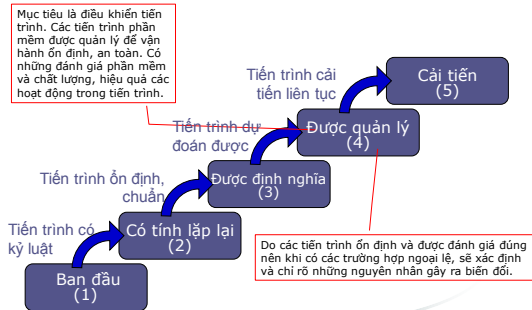 Mục tiêu là điều khiển tiến
trình. Các tiến trình phần
mềm được quản lý để vận
hành ổn định, an toàn. Có
những đánh giá phần mềm
và chất lượng, hiệu quả các
hoạt động trong tiến trình.
Tiến trình cải
tiến liên tục
Cải tiến
(5)
Tiến trình dự
đoán được
Được quản lý
(4)
Tiến trình ổn định,
chuẩn
Được định nghĩa
(3)
Tiến trình có
kỷ luật
Có tính lặp lại
(2)
Do các tiến trình ổn định và được đánh giá đúng
nên khi có các trường hợp ngoại lệ, sẽ xác định
và chỉ rõ những nguyên nhân gây ra biến đổi.
Ban đầu
(1)